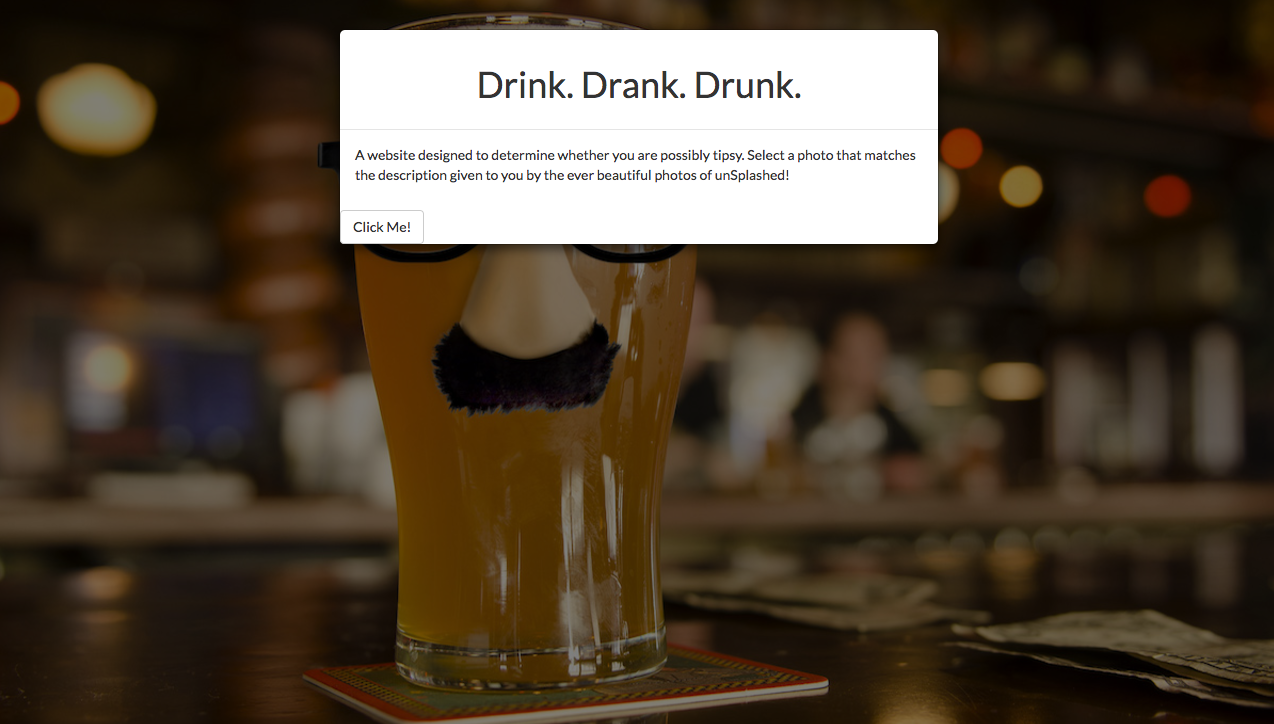 Drink. Drank. Drunk.
A website designed to determine whether you are possibly tipsy. Select a photo that matches
the description given to you by the ever beautiful photos of unSplashed!
Click Me!